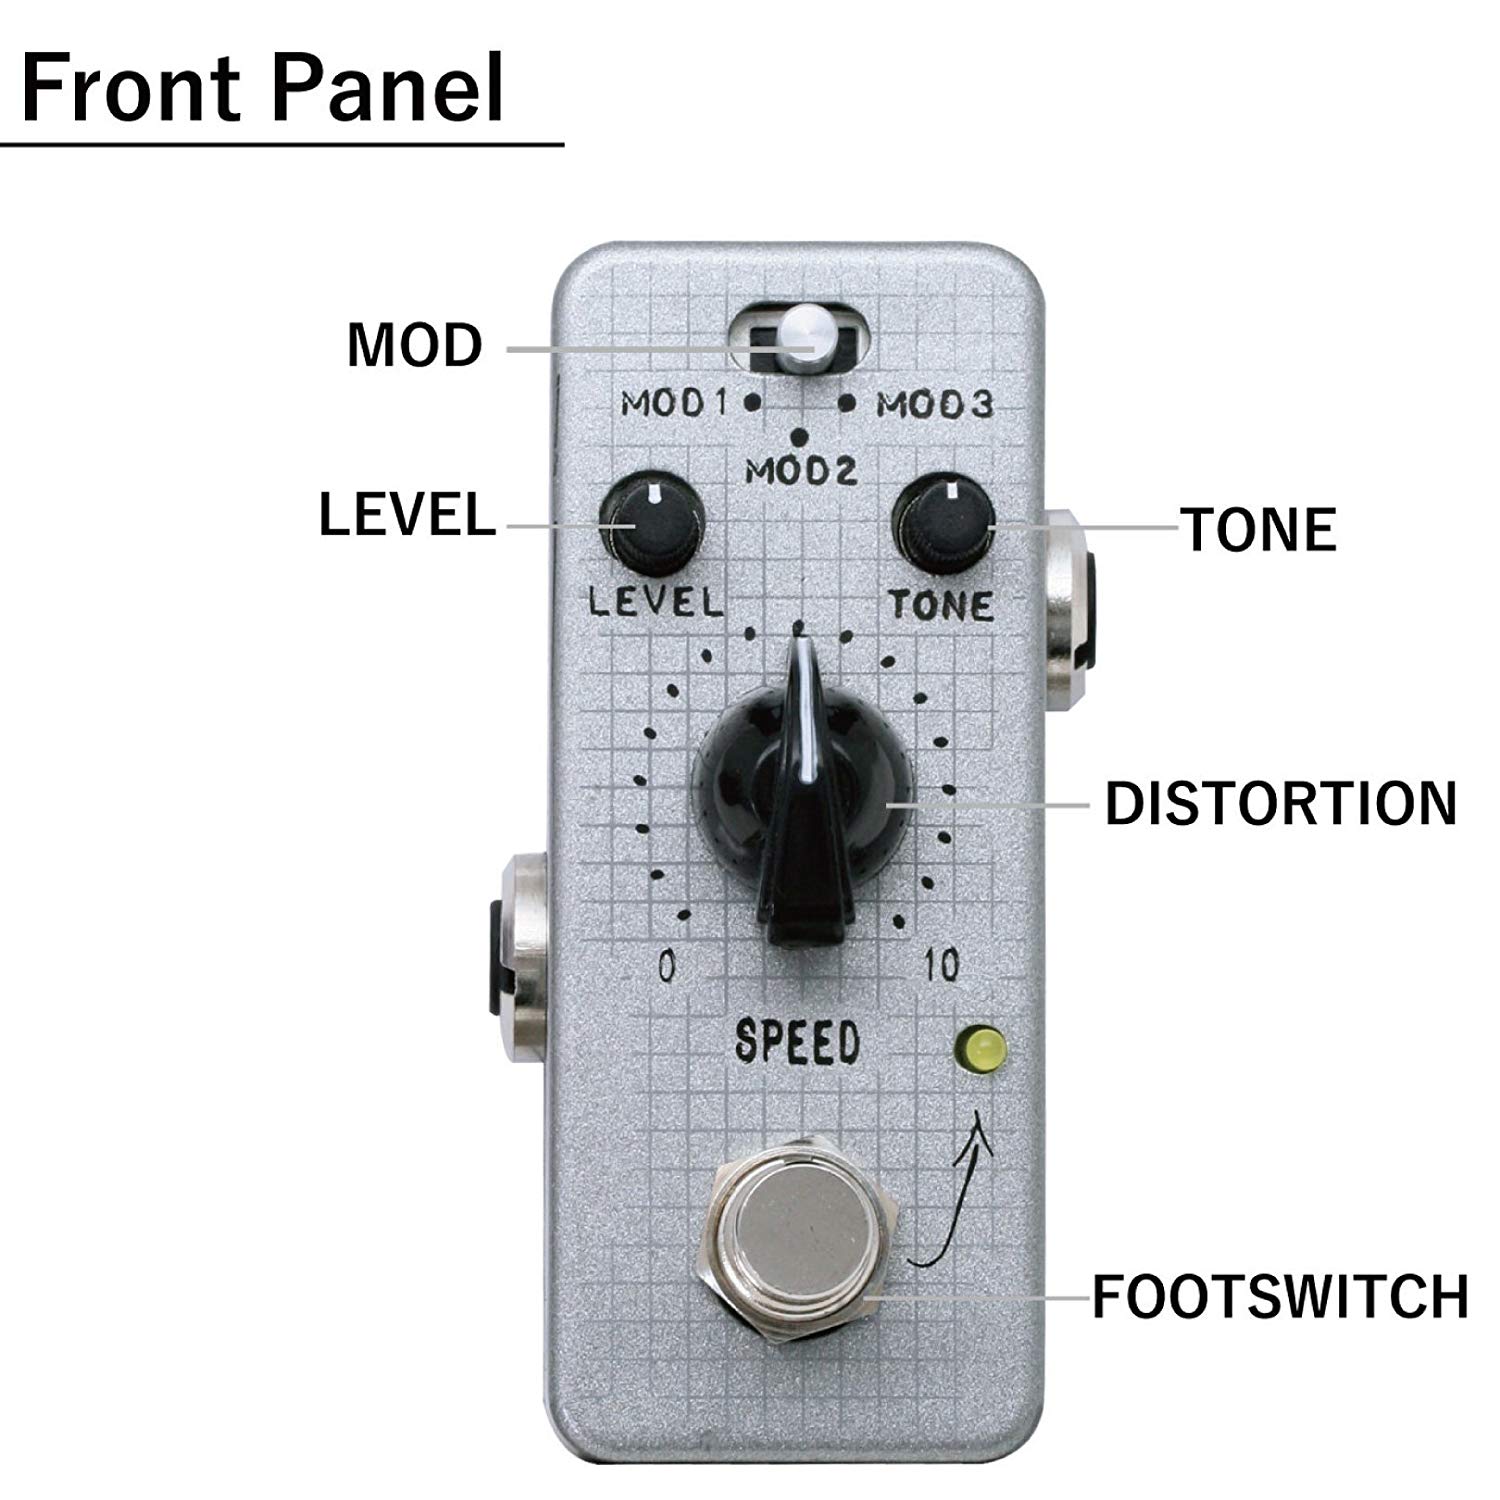 Front Panel
MOD
MOD1
MOD3
MOD2
LEVEL
TONE
LEVEL
TONE
DISTORTION
0
10
SPEED
FOOTSWITCH